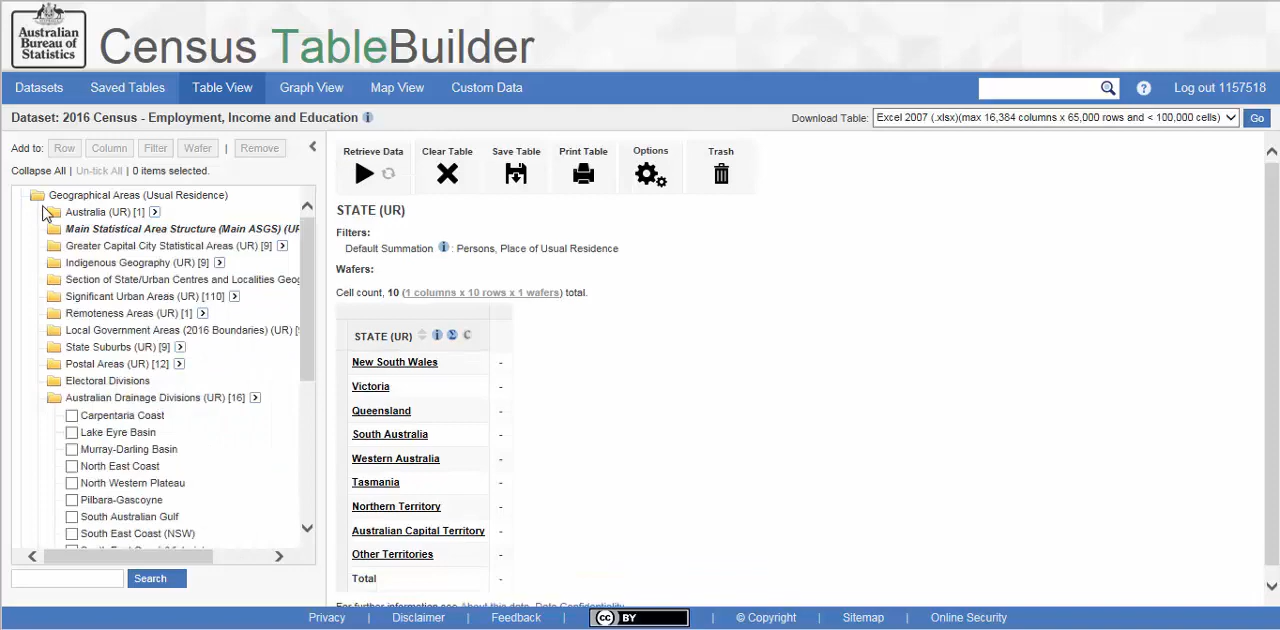 Australian
Bureau of
Statistics
Census TableBuilder
Datasets Saved Tables Table View Graph View Map View Custom Data Log out 1157518
Dataset: 2016 Census - Employment, Income and Education Download Table: Excel 2007 (.xlsx)(max 16,384 columns x 65,000 rows and < 100,000 cells) Go
Add to: Row Column Filter Wafer | Remove
Collapse All | Un-tick All | 0 items selected.
Geographical Areas (Usual Residence)
Australia (UR) [1]
Main Statistical Area Structure (Main ASGS) (UR
Greater Capital City Statistical Areas (UR) [9]
Indigenous Geography (UR) [9]
Section of State/Urban Centres and Localities Geog
Significant Urban Areas (UR) [110]
Remoteness Areas (UR) [1]
Local Government Areas (2016 Boundaries) (UR) [
State Suburbs (UR) [9]
Postal Areas (UR) [12]
Electoral Divisions
Australian Drainage Divisions (UR) [16]
Carpentaria Coast
Lake Eyre Basin
Murray-Darling Basin
North East Coast
North Western Plateau
Pilbara-Gascoyne
South Australian Gulf
South East Coast (NSW)
Search
Retrieve Data Clear Table Save Table Print Table Options Trash
STATE (UR)
Filters:
Default Summation : Persons, Place of Usual Residence
Wafers:
Cell count, 10 (1 columns x 10 rows x 1 wafers) total.
STATE (UR) i Σ C
New South Wales -
Victoria -
Queensland -
South Australia -
Western Australia -
Tasmania -
Northern Territory -
Australian Capital Territory -
Other Territories -
Total -
For further information see About this data, Data Confidentiality
Privacy | Disclaimer | Feedback | cc BY | © Copyright | Sitemap | Online Security